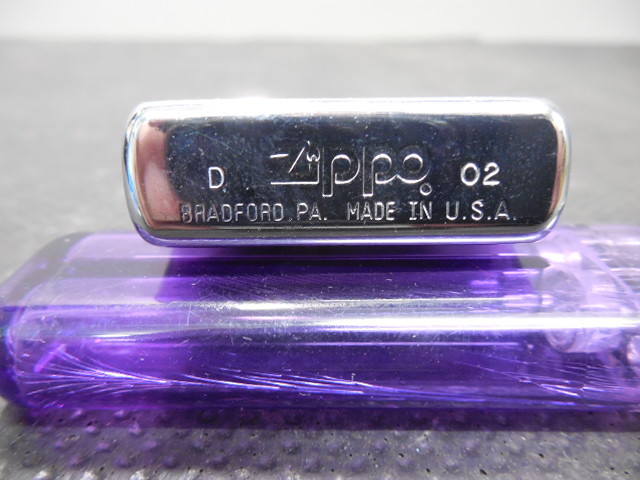 D Zippo 02
BRADFORD, PA. MADE IN U.S.A.